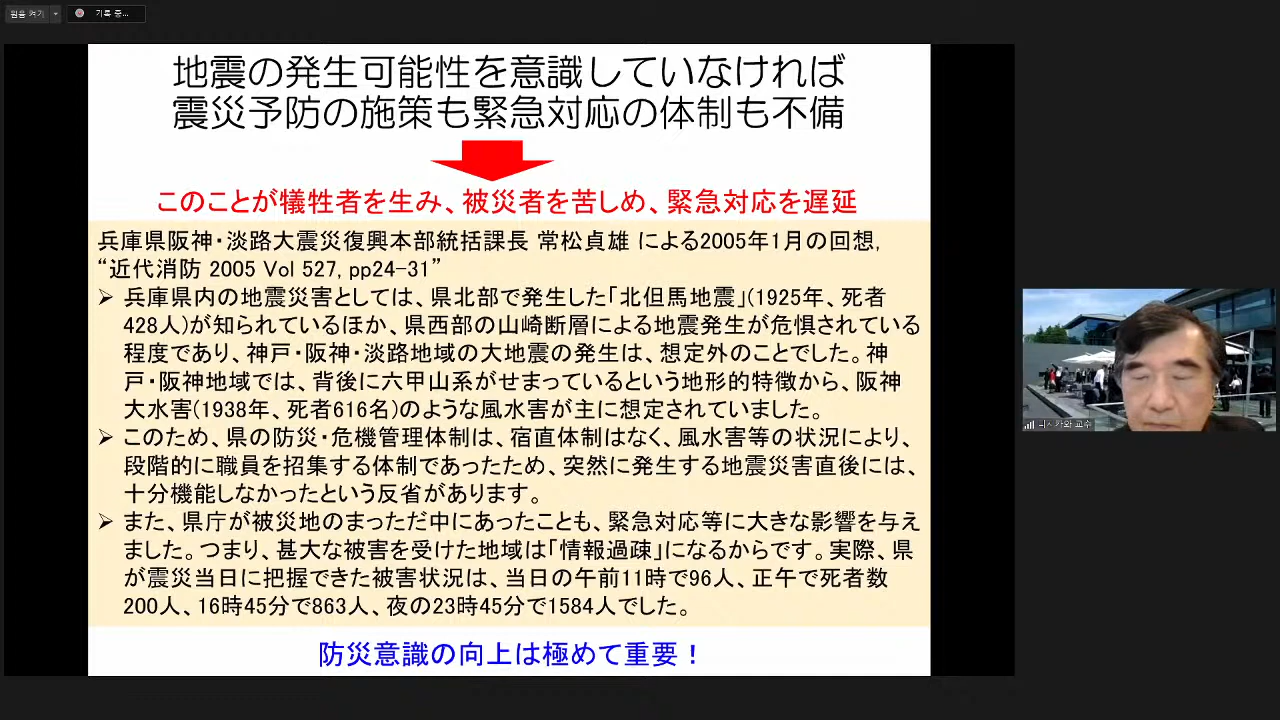 원음 켜기
기록 중...
地震の発生可能性を意識していなければ
震災予防の施策も緊急対応の体制も不備
このことが犠牲者を生み、被災者を苦しめ、緊急対応を遅延
兵庫県阪神・淡路大震災復興本部統括課長 常松貞雄 による2005年1月の回想,
“近代消防 2005 Vol 527, pp24-31”
➢ 兵庫県内の地震災害としては、県北部で発生した「北但馬地震」(1925年、死者
428人)が知られているほか、県西部の山崎断層による地震発生が危惧されている
程度であり、神戸・阪神・淡路地域の大地震の発生は、想定外のことでした。神
戸・阪神地域では、背後に六甲山系がせまっているという地形的特徴から、阪神
大水害(1938年、死者616名)のような風水害が主に想定されていました。
➢ このため、県の防災・危機管理体制は、宿直体制はなく、風水害等の状況により、
段階的に職員を招集する体制であったため、突然に発生する地震災害直後には、
十分機能しなかったという反省があります。
➢ また、県庁が被災地のまっただ中にあったことも、緊急対応等に大きな影響を与え
ました。つまり、甚大な被害を受けた地域は「情報過疎」になるからです。実際、県
が震災当日に把握できた被害状況は、当日の午前11時で96人、正午で死者数
200人、16時45分で863人、夜の23時45分で1584人でした。
防災意識の向上は極めて重要！
교수